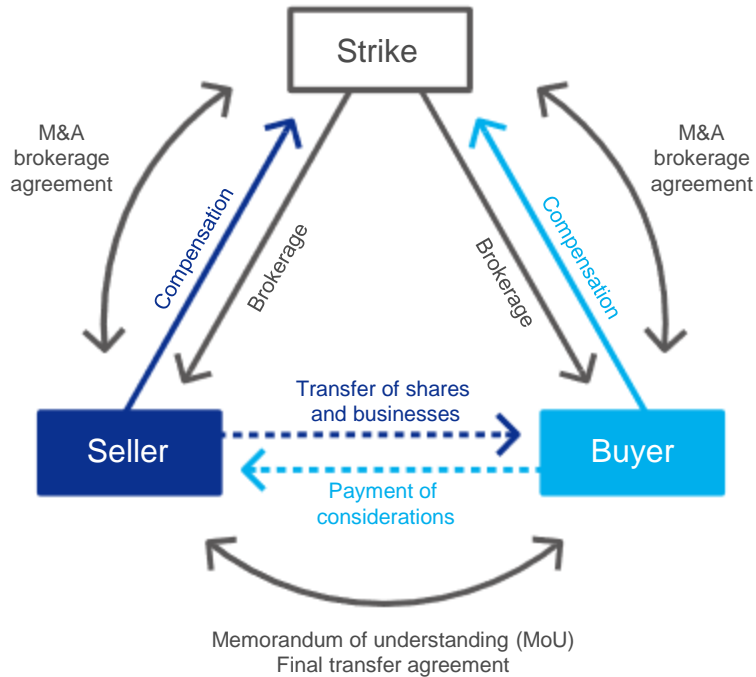 Strike
M&A
brokerage
agreement
M&A
brokerage
agreement
Compensation
Brokerage
Brokerage
Compensation
Transfer of shares
and businesses
Seller
Buyer
Payment of
considerations
Memorandum of understanding (MoU)
Final transfer agreement